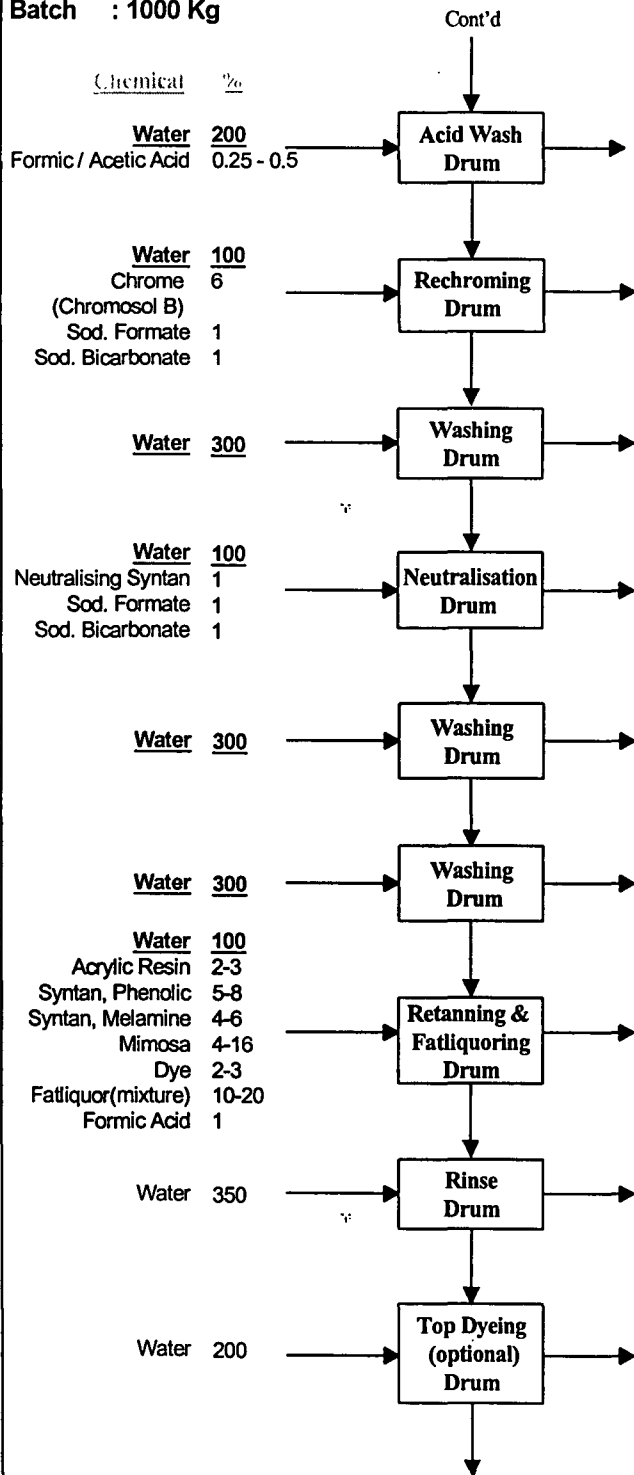 Batch : 1000 Kg
Cont'd
Chemical %
Water 200
Formic / Acetic Acid 0.25 - 0.5
Acid Wash
Drum
Water 100
Chrome 6
(Chromosol B)
Sod. Formate 1
Sod. Bicarbonate 1
Rechroming
Drum
Water 300
Washing
Drum
Water 100
Neutralising Syntan 1
Sod. Formate 1
Sod. Bicarbonate 1
Neutralisation
Drum
Water 300
Washing
Drum
Water 300
Washing
Drum
Water 100
Acrylic Resin 2-3
Syntan, Phenolic 5-8
Syntan, Melamine 4-6
Mimosa 4-16
Dye 2-3
Fatliquor(mixture) 10-20
Formic Acid 1
Retanning &
Fatliquoring
Drum
Water 350
Rinse
Drum
Water 200
Top Dyeing
(optional)
Drum